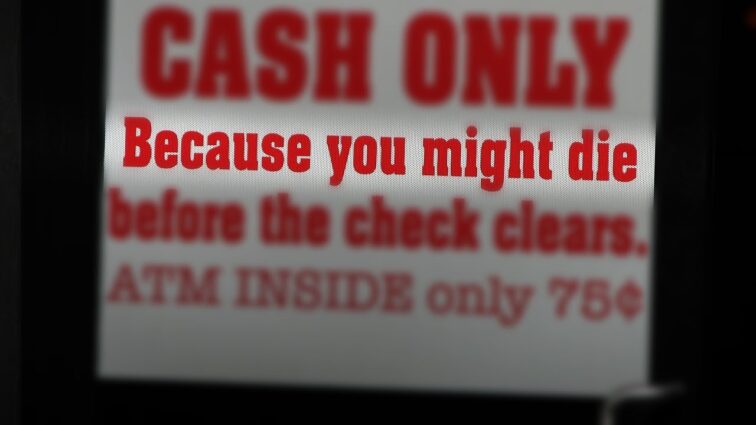 CASH ONLY
Because you might die
before the check clears.
ATM INSIDE only 75¢